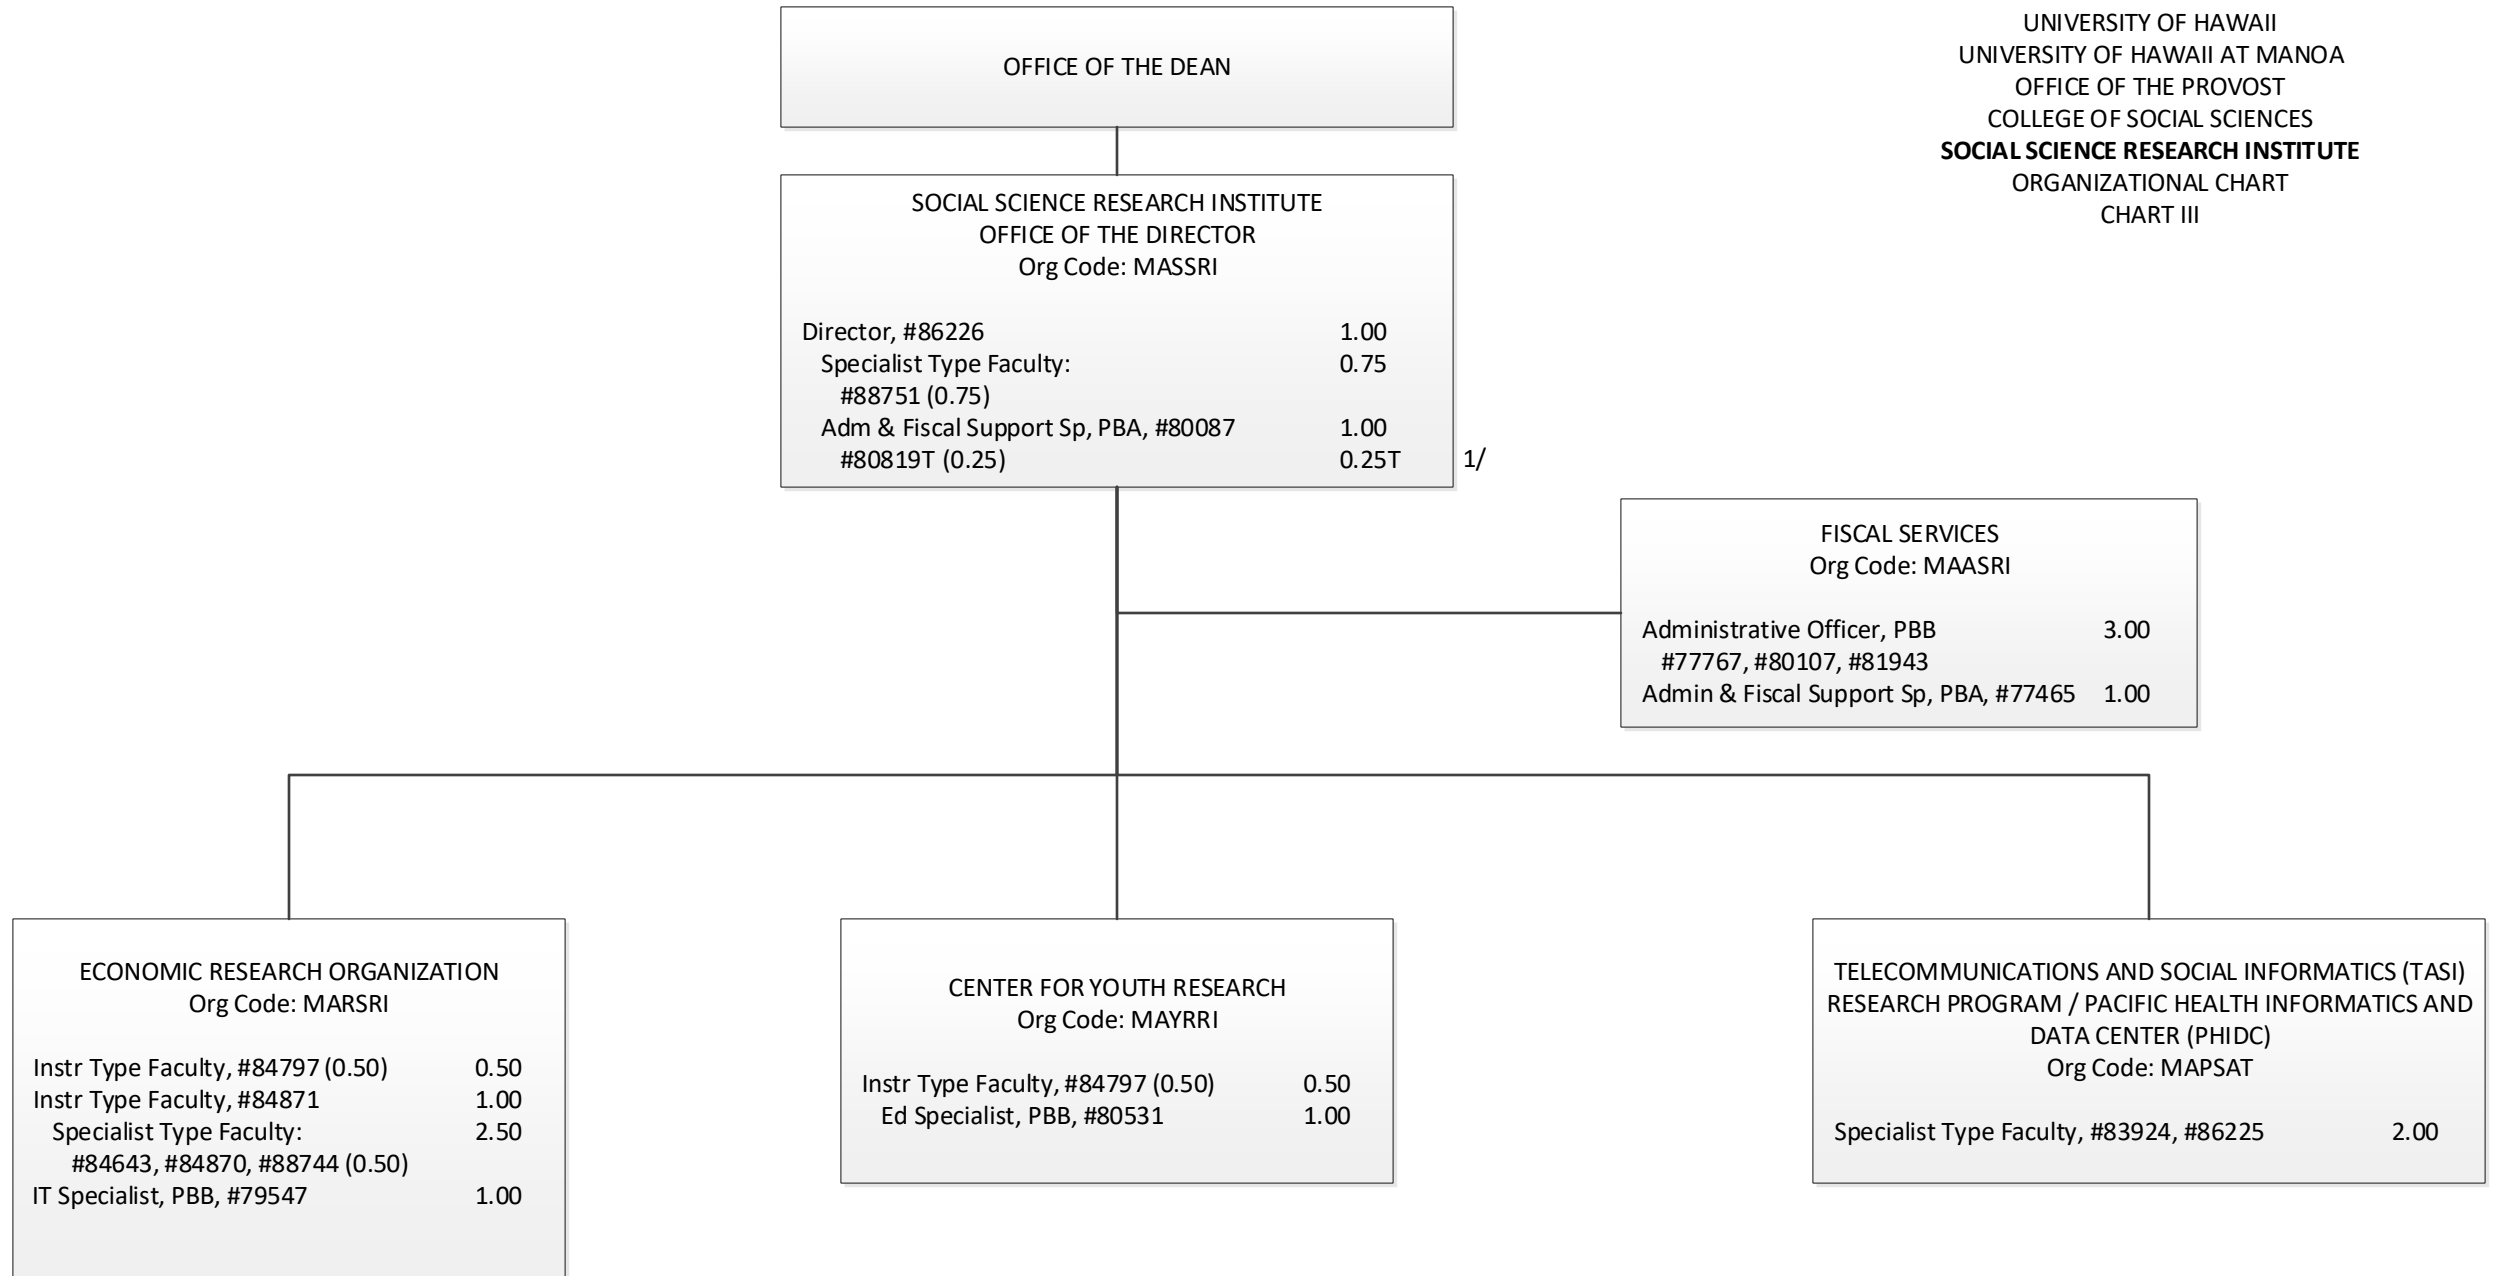 UNIVERSITY OF HAWAII
UNIVERSITY OF HAWAII AT MANOA
OFFICE OF THE PROVOST
COLLEGE OF SOCIAL SCIENCES
SOCIAL SCIENCE RESEARCH INSTITUTE
ORGANIZATIONAL CHART
CHART III
OFFICE OF THE DEAN
SOCIAL SCIENCE RESEARCH INSTITUTE
OFFICE OF THE DIRECTOR
Org Code: MASSRI
Director, #86226 1.00
Specialist Type Faculty: 0.75
#88751 (0.75)
Adm & Fiscal Support Sp, PBA, #80087 1.00
#80819T (0.25) 0.25T 1/
FISCAL SERVICES
Org Code: MAASRI
Administrative Officer, PBB 3.00
#77767, #80107, #81943
Admin & Fiscal Support Sp, PBA, #77465 1.00
ECONOMIC RESEARCH ORGANIZATION
Org Code: MARSRI
Instr Type Faculty, #84797 (0.50) 0.50
Instr Type Faculty, #84871 1.00
Specialist Type Faculty: 2.50
#84643, #84870, #88744 (0.50)
IT Specialist, PBB, #79547 1.00
CENTER FOR YOUTH RESEARCH
Org Code: MAYRRI
Instr Type Faculty, #84797 (0.50) 0.50
Ed Specialist, PBB, #80531 1.00
TELECOMMUNICATIONS AND SOCIAL INFORMATICS (TASI)
RESEARCH PROGRAM / PACIFIC HEALTH INFORMATICS AND
DATA CENTER (PHIDC)
Org Code: MAPSAT
Specialist Type Faculty, #83924, #86225 2.00